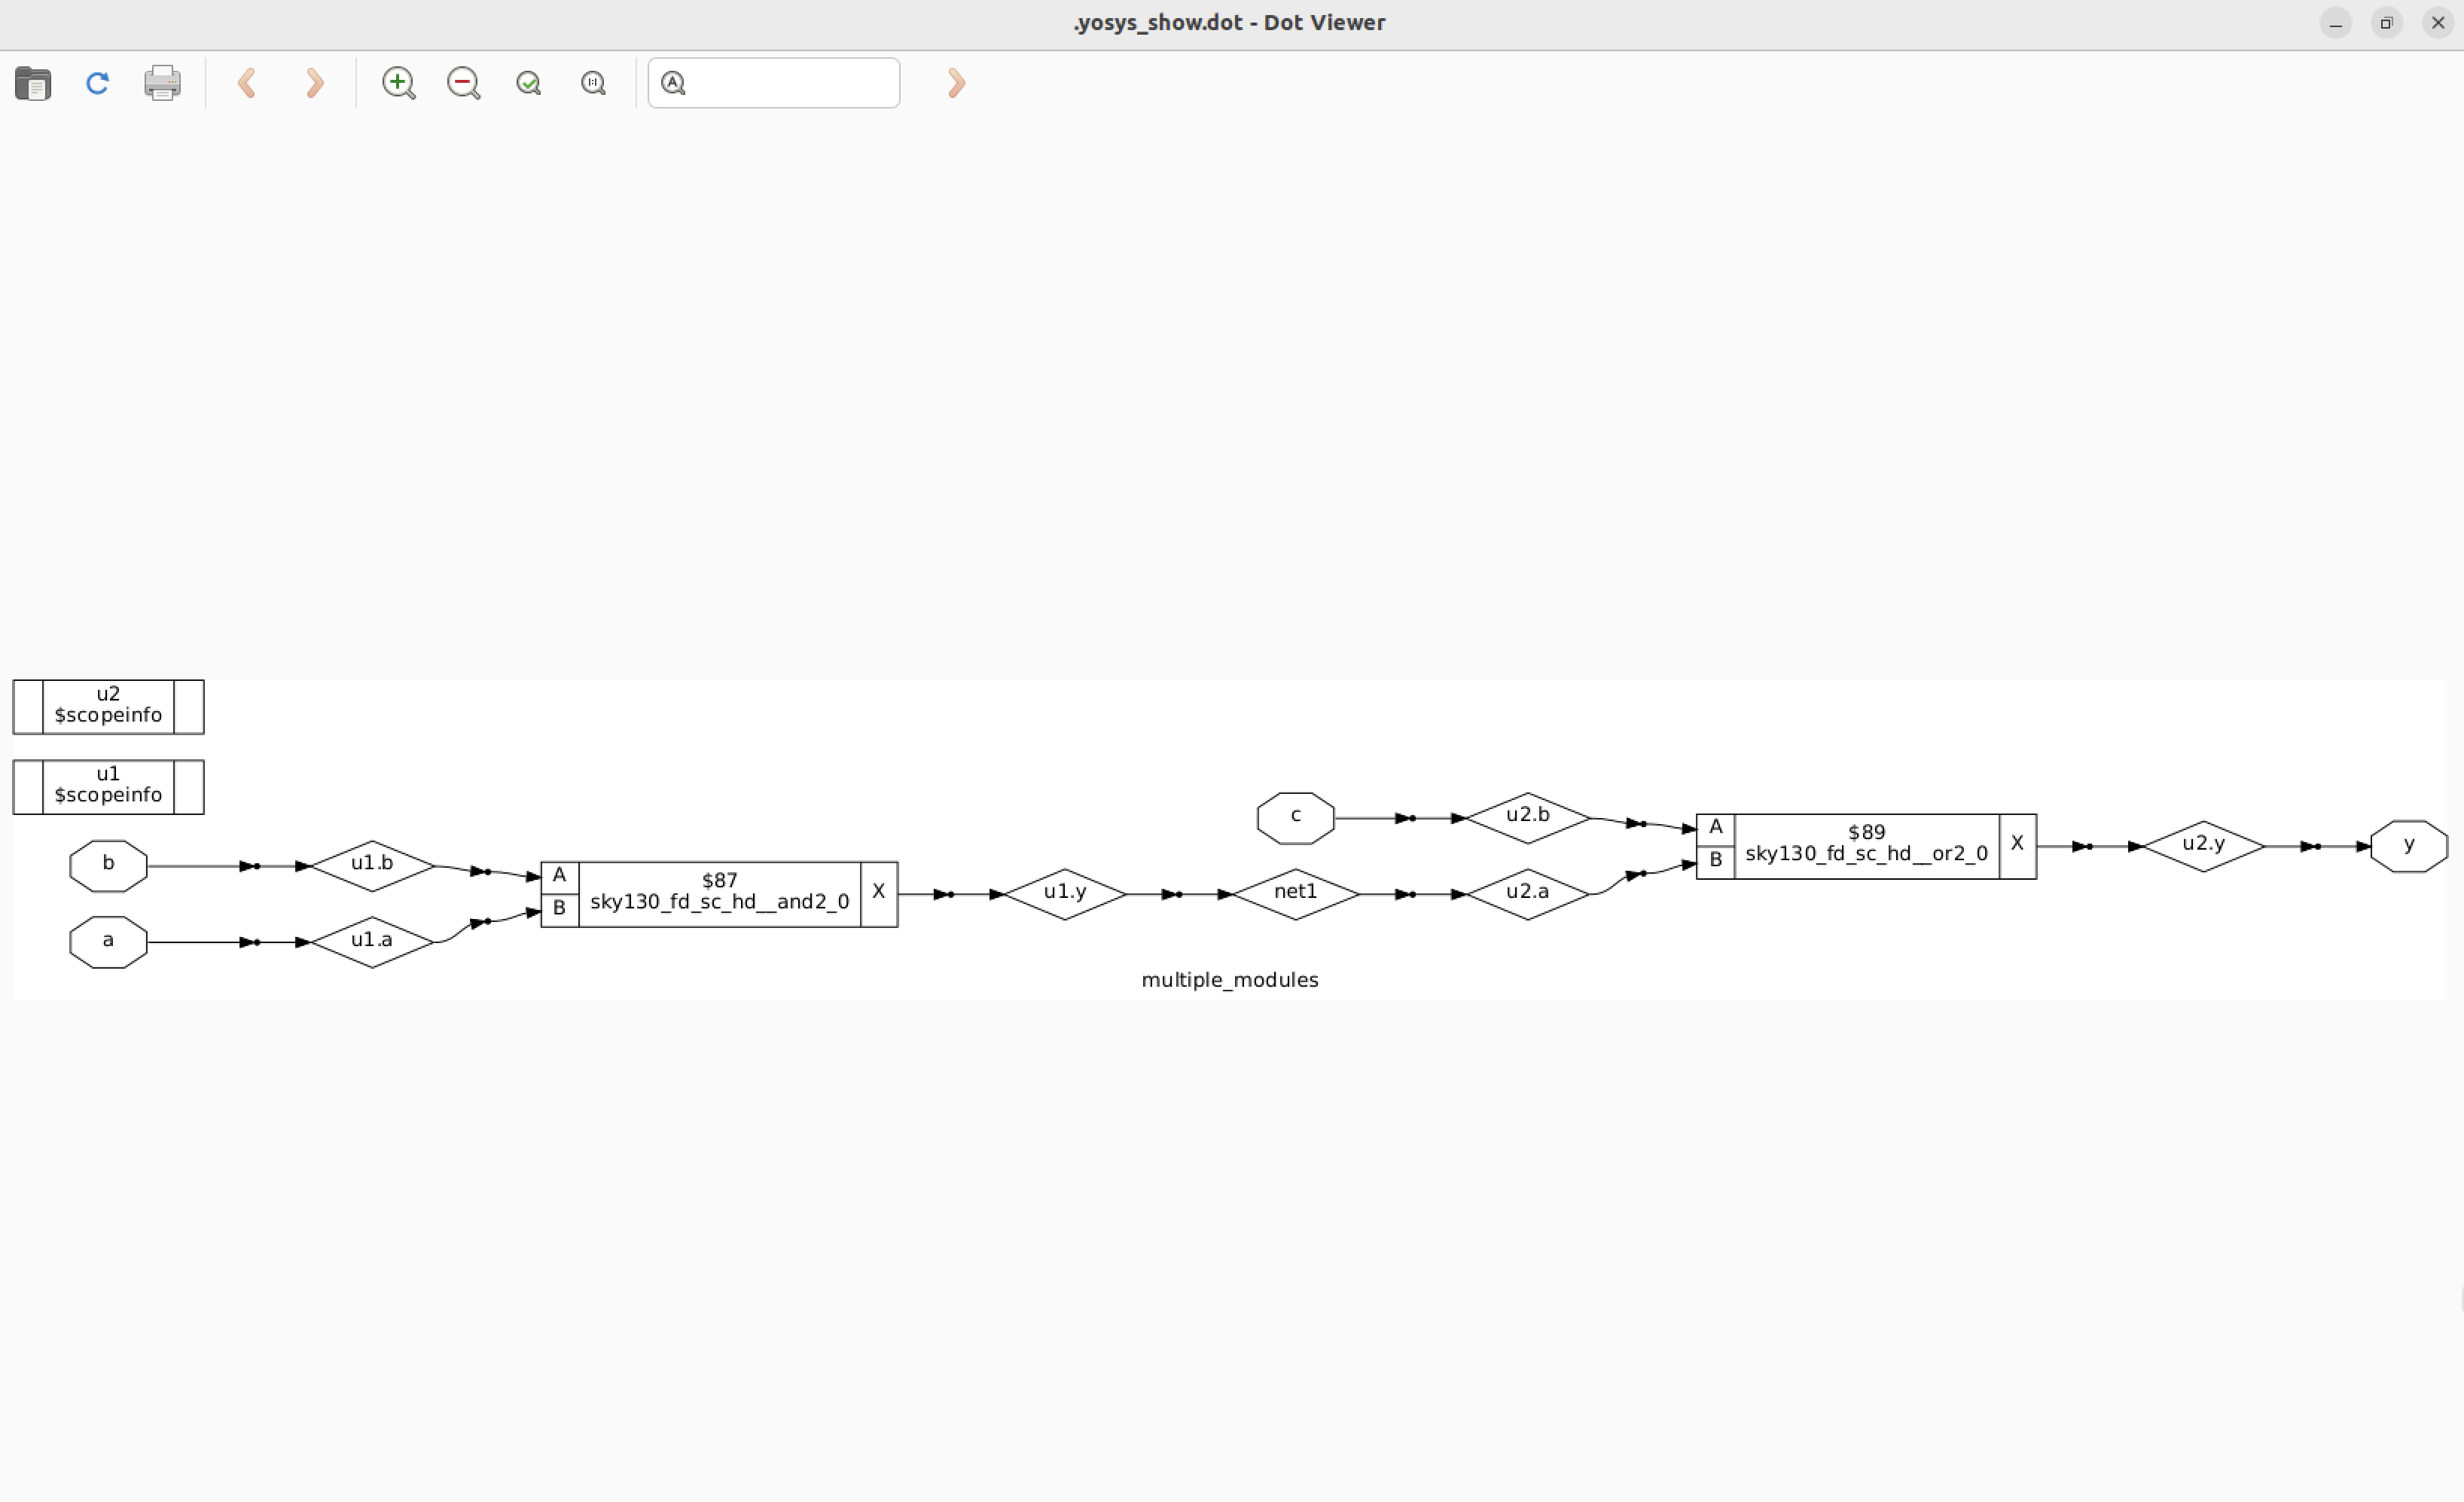 .yosys_show.dot - Dot Viewer
u2
$scopeinfo
u1
$scopeinfo
b
u1.b
a
u1.a
A
B
$87
sky130_fd_sc_hd__and2_0
X
u1.y
net1
c
u2.b
u2.a
A
B
$89
sky130_fd_sc_hd__or2_0
X
u2.y
y
multiple_modules